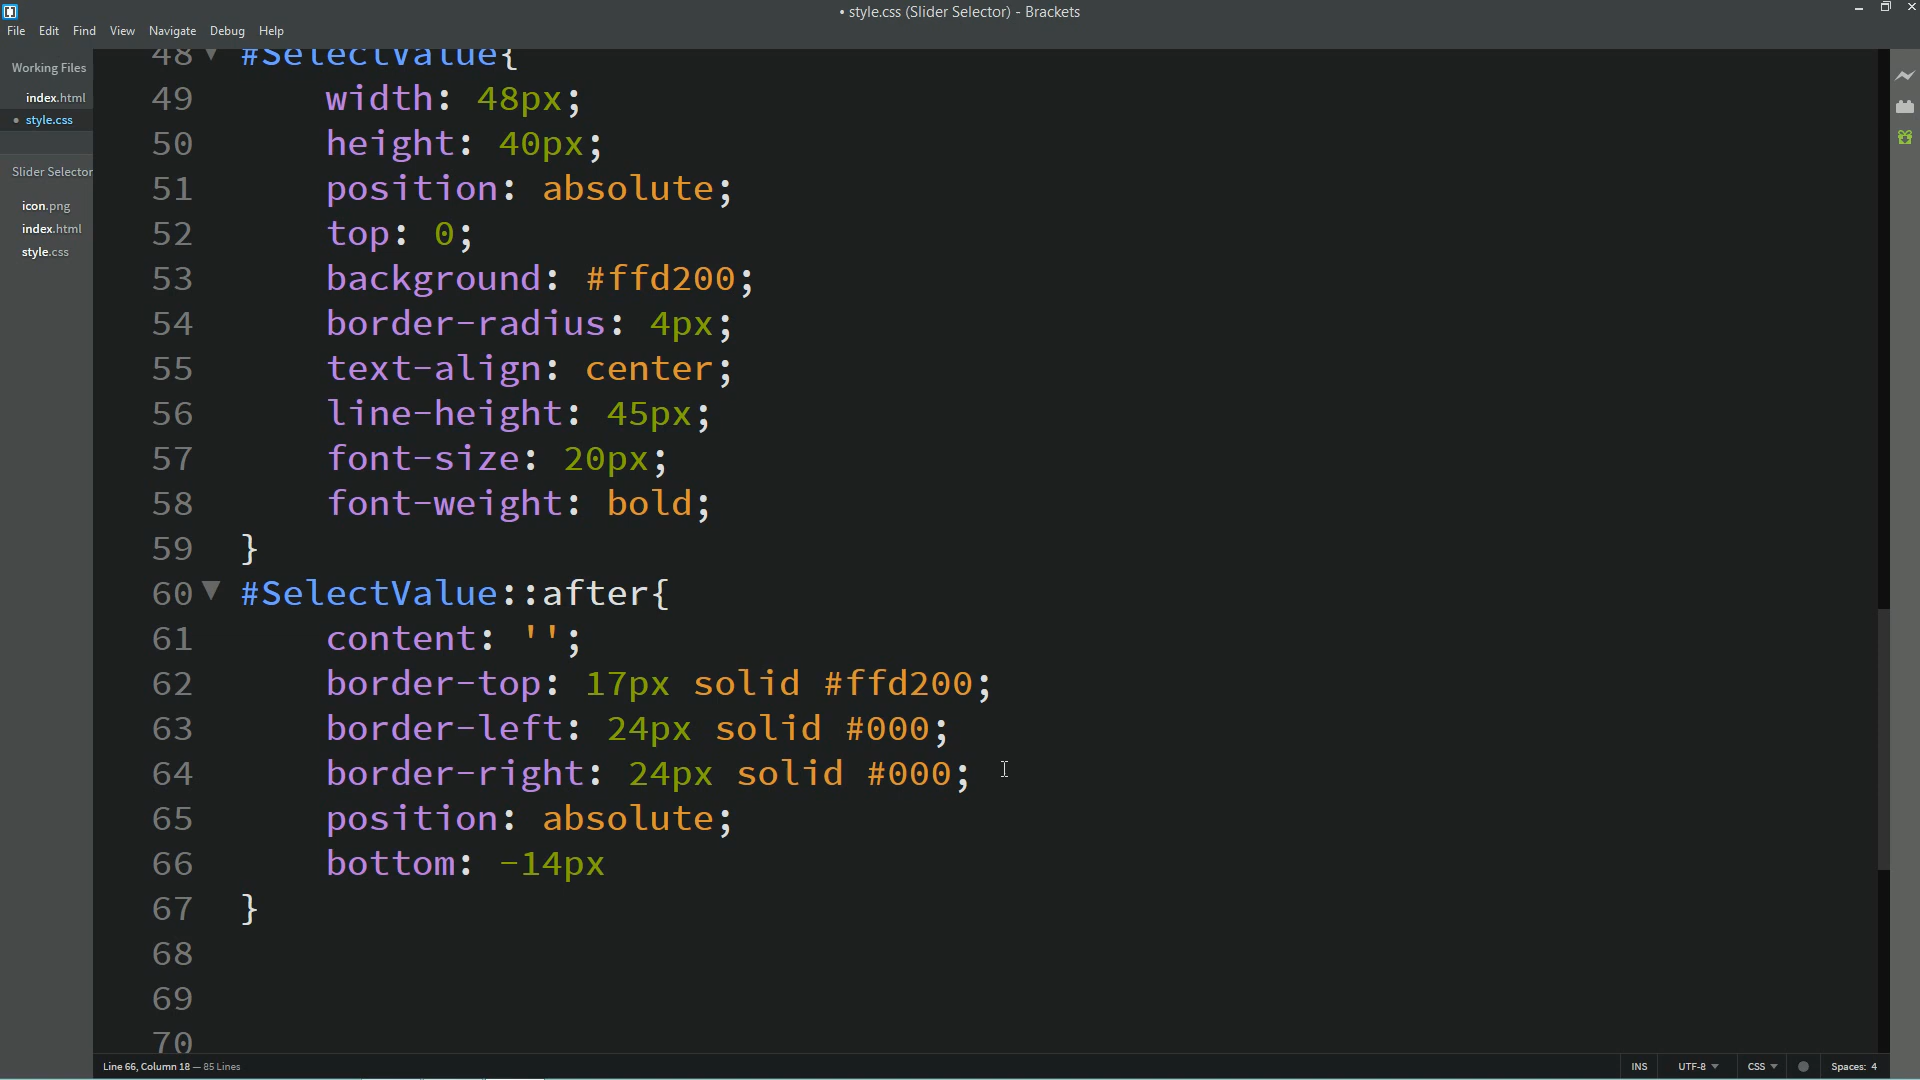 • style.css (Slider Selector) - Brackets
File Edit Find View Navigate Debug Help
Working Files
index.html
• style.css
Slider Selector
icon.png
index.html
style.css
48 #SelectValue{
49 width: 48px;
50 height: 40px;
51 position: absolute;
52 top: 0;
53 background: #ffd200;
54 border-radius: 4px;
55 text-align: center;
56 line-height: 45px;
57 font-size: 20px;
58 font-weight: bold;
59 }
60 #SelectValue::after{
61 content: '';
62 border-top: 17px solid #ffd200;
63 border-left: 24px solid #000;
64 border-right: 24px solid #000;
65 position: absolute;
66 bottom: -14px
67 }
68
69
70
Line 66, Column 18 — 85 Lines
INS UTF-8 CSS Spaces: 4